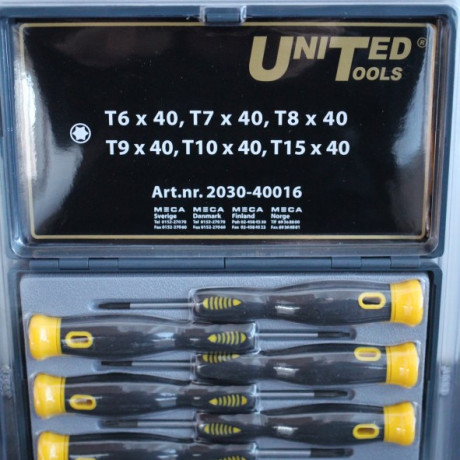 UNITED®
TOOLS
T6 x 40, T7 x 40, T8 x 40
T9 x 40, T10 x 40, T15 x 40
Art.nr. 2030-40016
MECA MECA MECA MECA
Sverige Danmark Finland Norge